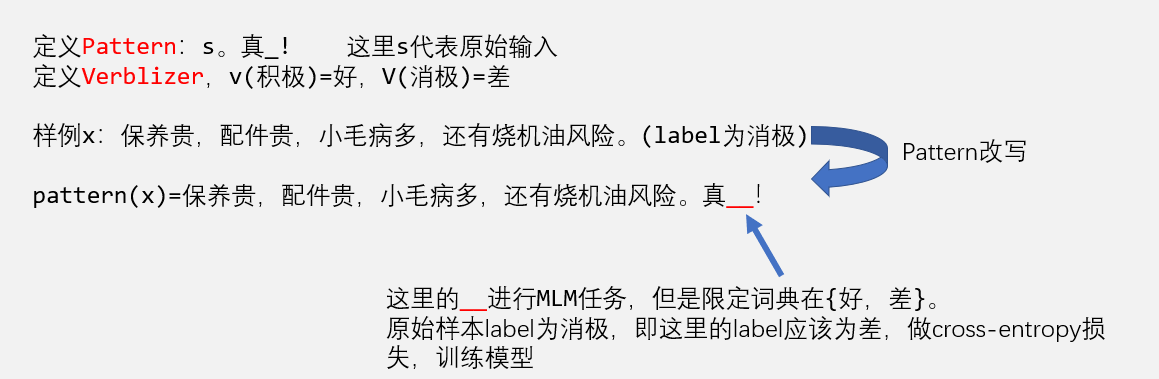 定义Pattern：s。真_!    这里s代表原始输入
定义Verblizer，v(积极)=好，V(消极)=差
样例x：保养贵，配件贵，小毛病多，还有烧机油风险。(label为消极)
Pattern改写
pattern(x)=保养贵，配件贵，小毛病多，还有烧机油风险。真__！
这里的__进行MLM任务，但是限定词典在{好，差}。
原始样本label为消极，即这里的label应该为差，做cross-entropy损
失，训练模型